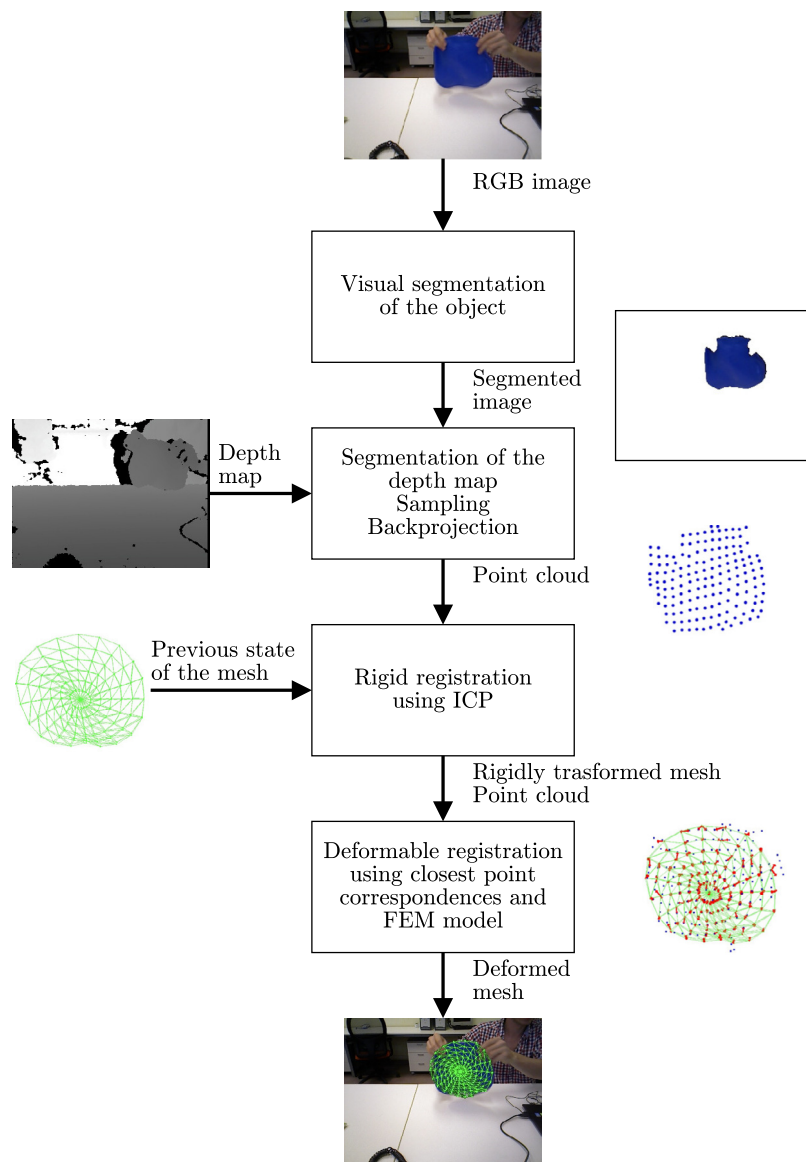 RGB image
Visual segmentation
of the object
Segmented
image
Depth
map
Segmentation of the
depth map
Sampling
Backprojection
Point cloud
Previous state
of the mesh
Rigid registration
using ICP
Rigidly trasformed mesh
Point cloud
Deformable registration
using closest point
correspondences and
FEM model
Deformed
mesh